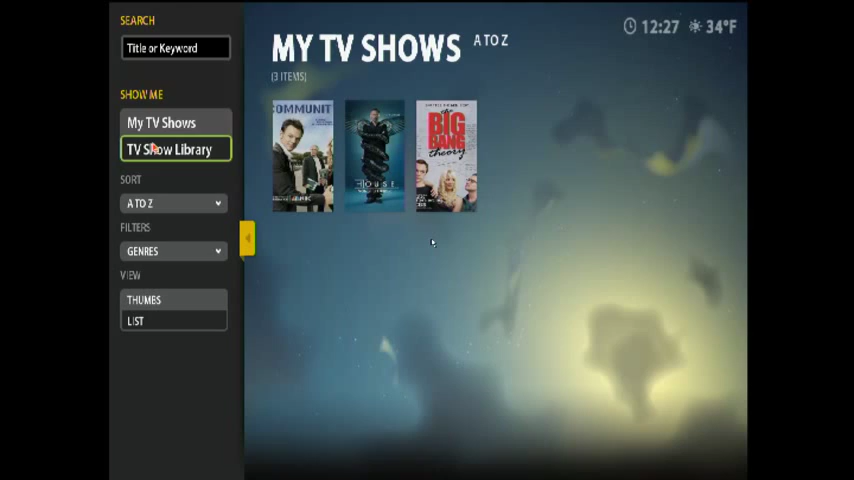 SEARCH
Title or Keyword
SHOW ME
My TV Shows
TV Show Library
SORT
A TO Z
FILTERS
GENRES
VIEW
THUMBS
LIST
MY TV SHOWS A TO Z
(3 ITEMS)
12:27 34°F
COMMUNIT
HOUSE
the
BIG
BANG
theory